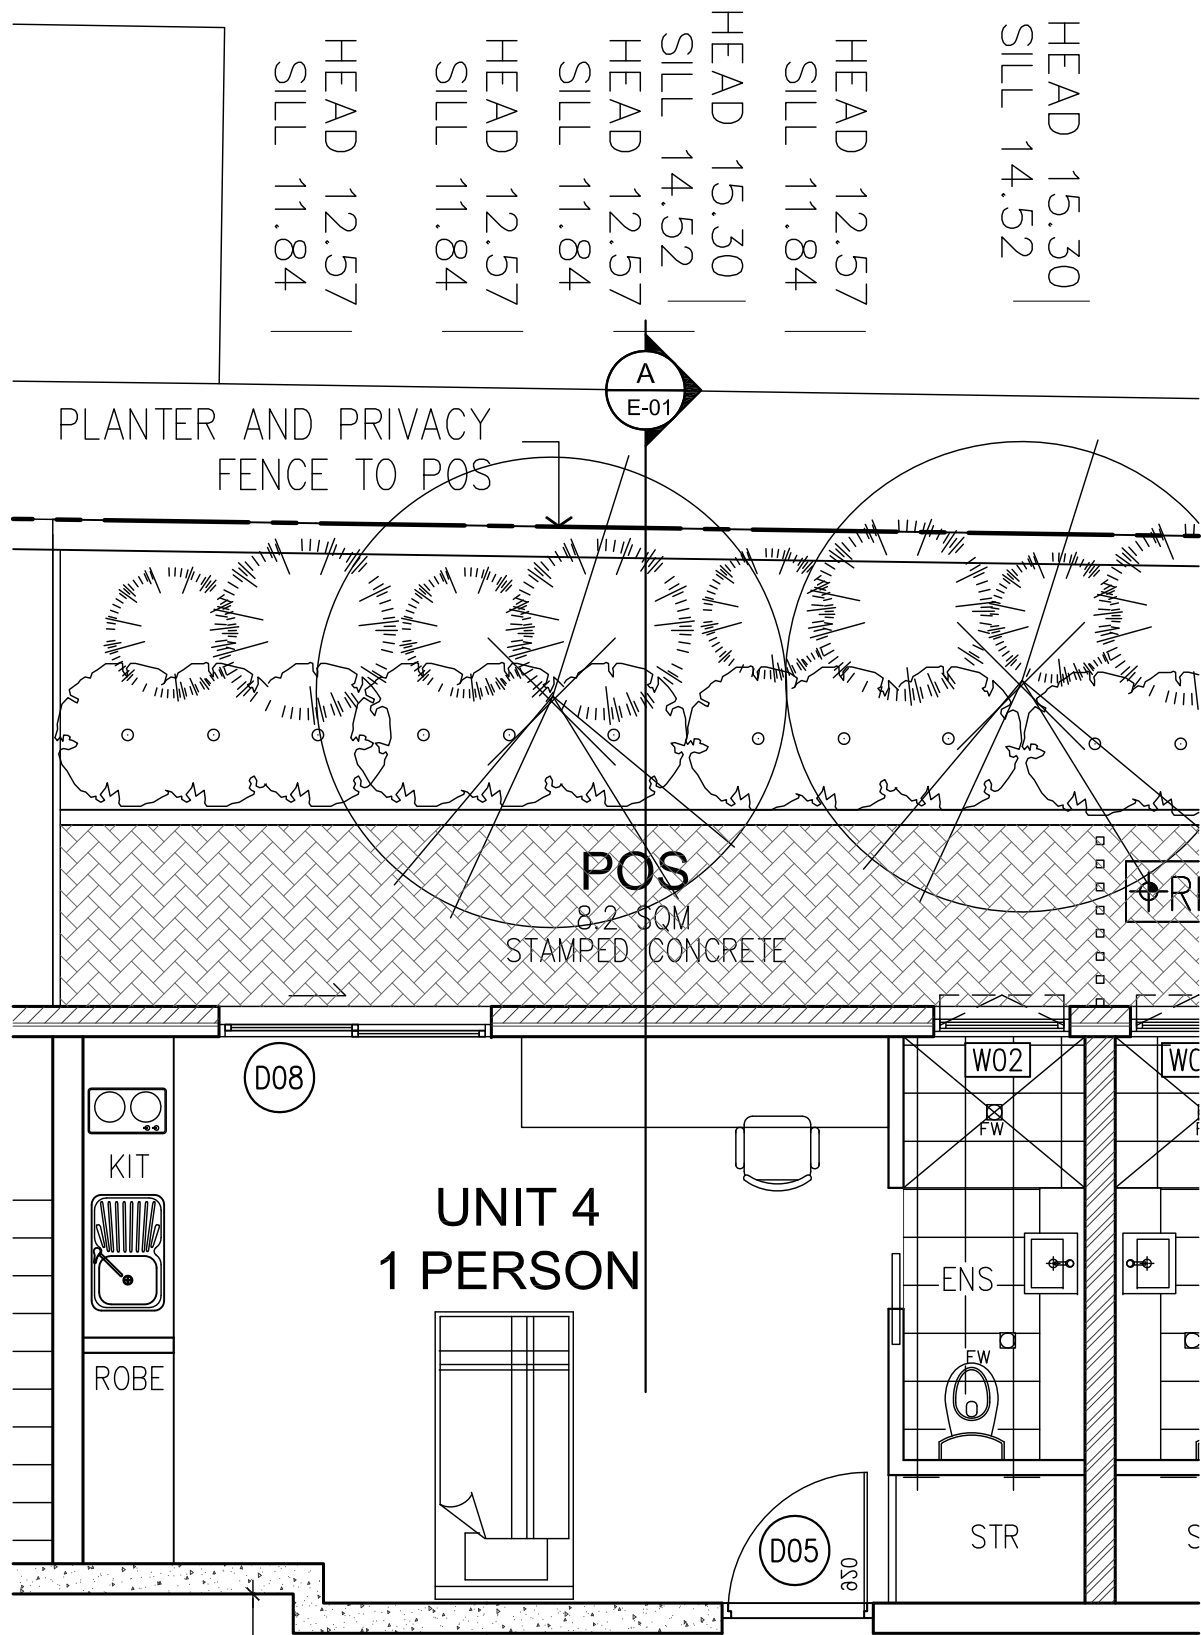 HEAD 12.57
SILL 11.84
HEAD 12.57
SILL 11.84
HEAD 12.57
SILL 11.84
HEAD 15.30
SILL 14.52
HEAD 12.57
SILL 11.84
HEAD 15.30
SILL 14.52
A
E-01
PLANTER AND PRIVACY
FENCE TO POS
POS
8.2 SQM
STAMPED CONCRETE
D08
W02
FW
KIT
UNIT 4
1 PERSON
ENS
FW
ROBE
STR
D05
920